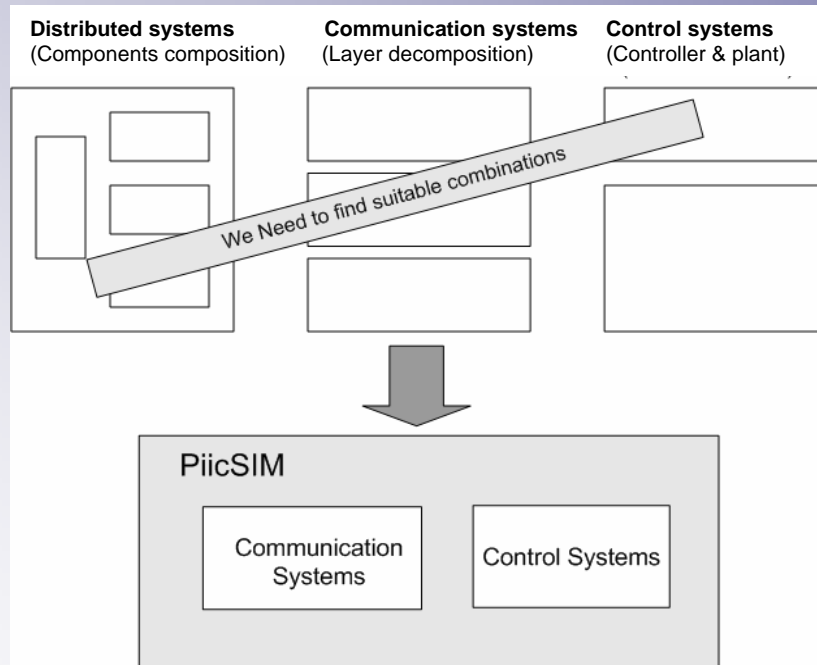 Distributed systems
(Components composition)
Communication systems
(Layer decomposition)
Control systems
(Controller & plant)
We Need to find suitable combinations
PiicSIM
Communication
Systems
Control Systems